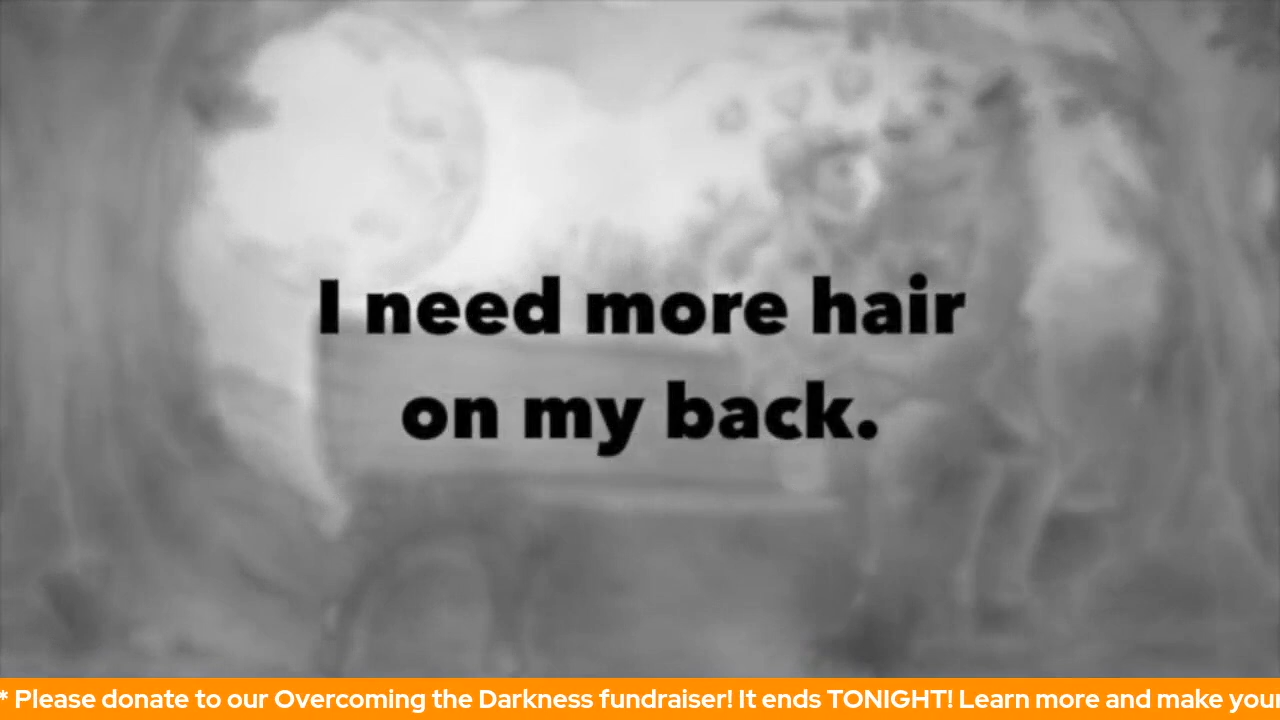 I need more hair
on my back.
* Please donate to our Overcoming the Darkness fundraiser! It ends TONIGHT! Learn more and make your